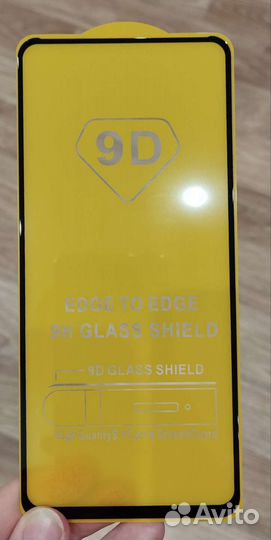 9D
EDGE TO EDGE
9H GLASS SHIELD
9D GLASS SHIELD
Avito